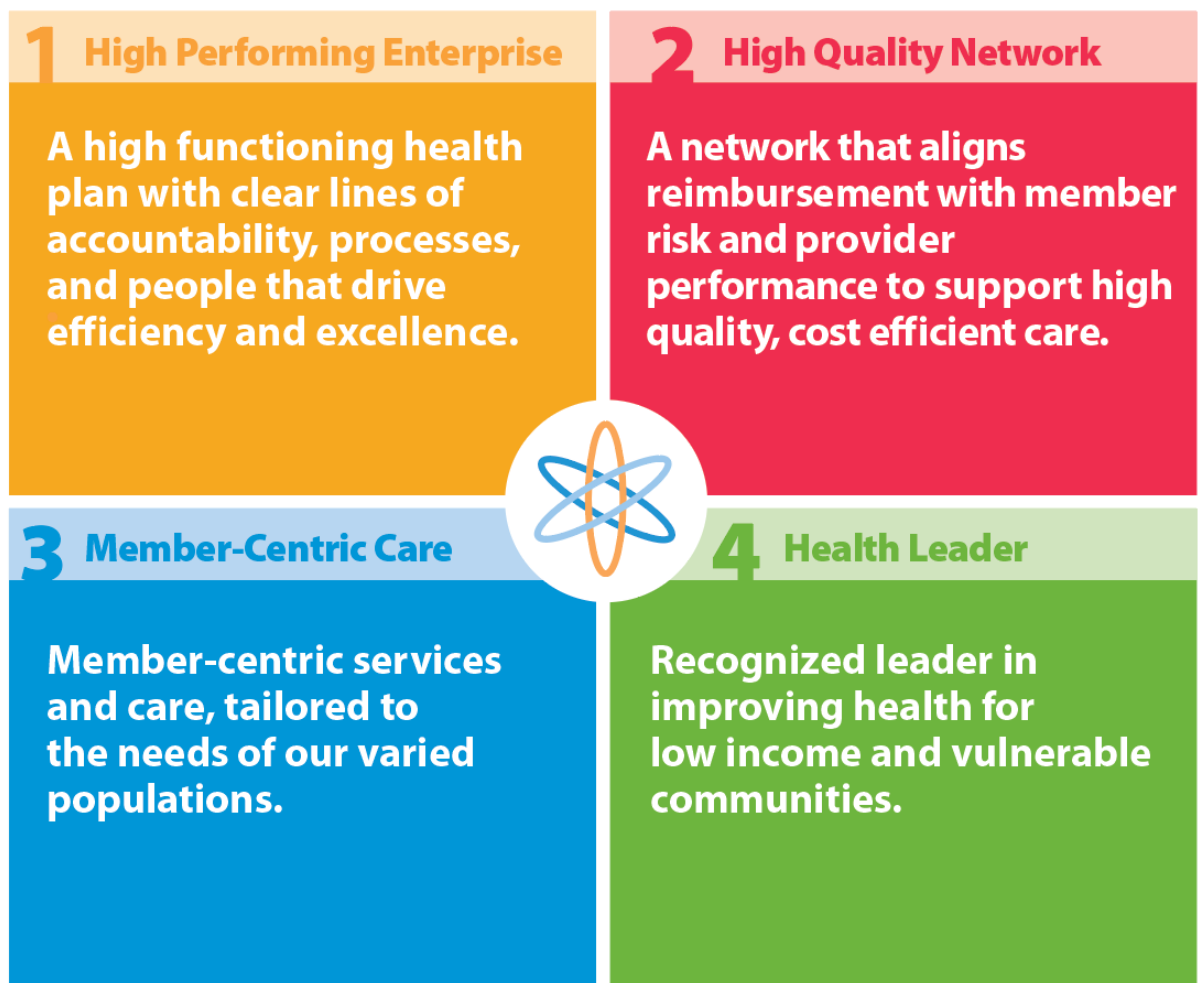 1 High Performing Enterprise
A high functioning health
plan with clear lines of
accountability, processes,
and people that drive
efficiency and excellence.
2 High Quality Network
A network that aligns
reimbursement with member
risk and provider
performance to support high
quality, cost efficient care.
3 Member-Centric Care
Member-centric services
and care, tailored to
the needs of our varied
populations.
4 Health Leader
Recognized leader in
improving health for
low income and vulnerable
communities.